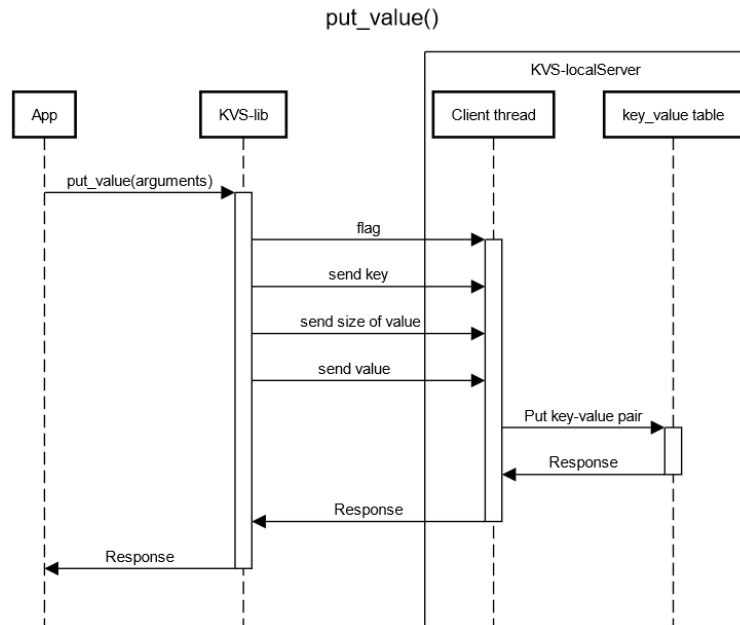 put_value()
KVS-localServer
App
KVS-lib
Client thread
key_value table
put_value(arguments)
flag
send key
send size of value
send value
Put key-value pair
Response
Response
Response